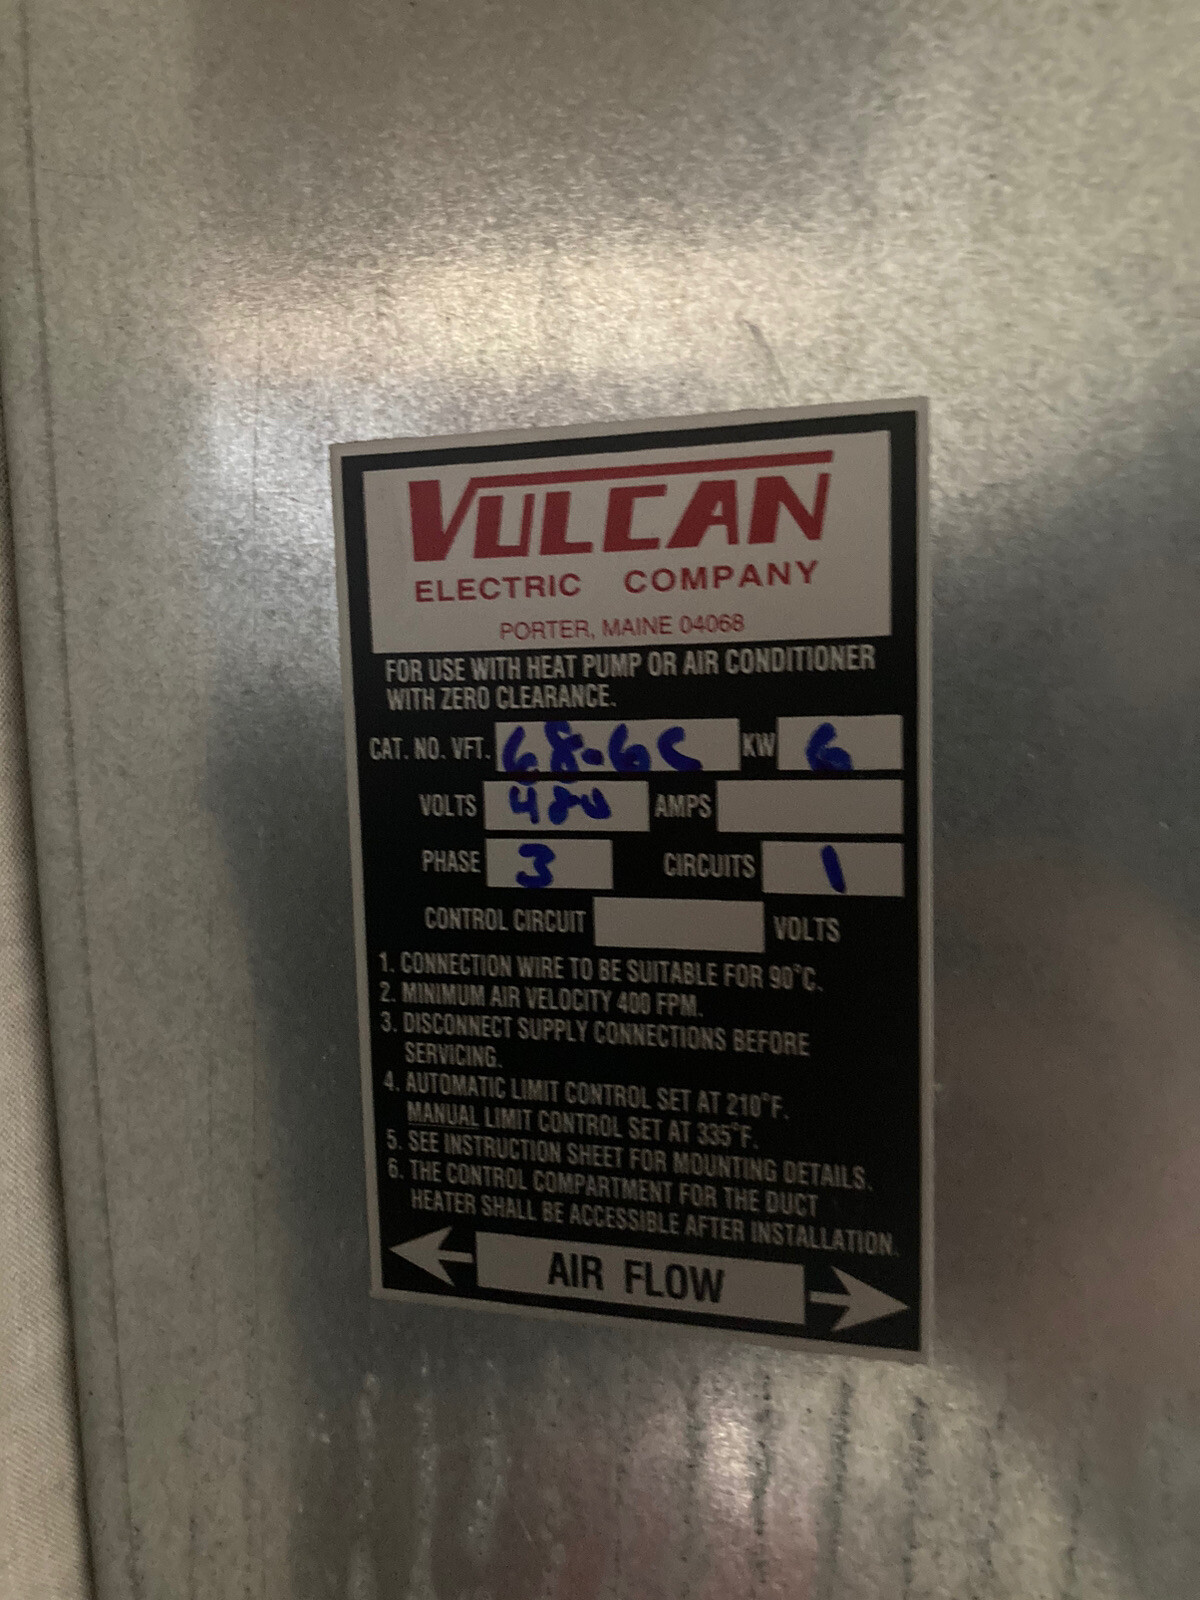 VULCAN
ELECTRIC COMPANY
PORTER, MAINE 04068
FOR USE WITH HEAT PUMP OR AIR CONDITIONER
WITH ZERO CLEARANCE.
CAT. NO. VFT. 68-6C KW 6
VOLTS 480 AMPS
PHASE 3 CIRCUITS 1
CONTROL CIRCUIT VOLTS
1. CONNECTION WIRE TO BE SUITABLE FOR 90°C.
2. MINIMUM AIR VELOCITY 400 FPM.
3. DISCONNECT SUPPLY CONNECTIONS BEFORE
SERVICING.
4. AUTOMATIC LIMIT CONTROL SET AT 210°F.
MANUAL LIMIT CONTROL SET AT 335°F.
5. SEE INSTRUCTION SHEET FOR MOUNTING DETAILS.
6. THE CONTROL COMPARTMENT FOR THE DUCT
HEATER SHALL BE ACCESSIBLE AFTER INSTALLATION.
AIR FLOW